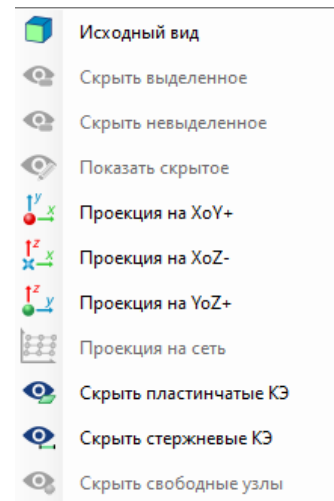 Исходный вид
Скрыть выделенное
Скрыть невыделенное
Показать скрытое
y x Проекция на XoY+
z x Проекция на XoZ-
z y Проекция на YoZ+
Проекция на сеть
Скрыть пластинчатые КЭ
Скрыть стержневые КЭ
Скрыть свободные узлы